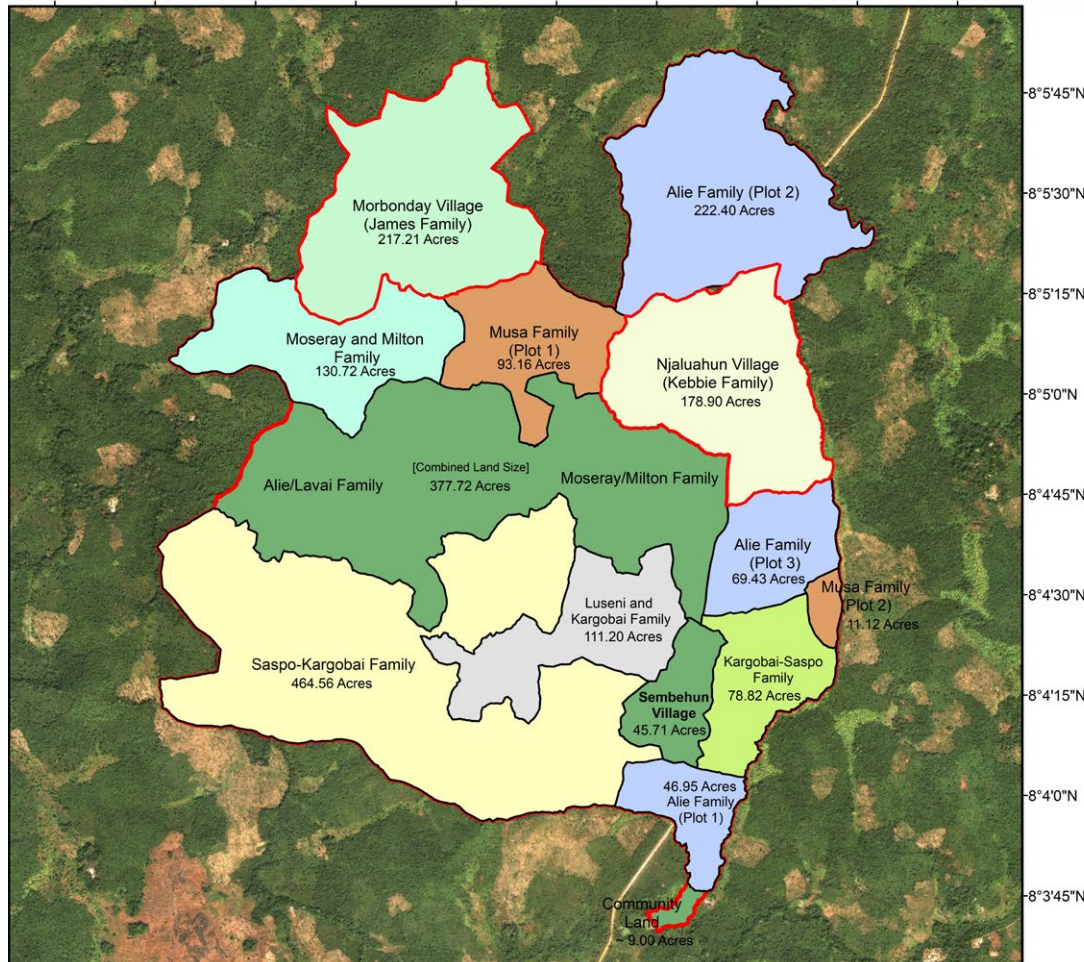 8°5'45"N
Alie Family (Plot 2)
222.40 Acres
8°5'30"N
Morbonday Village
(James Family)
217.21 Acres
8°5'15"N
Moseray and Milton
Family
130.72 Acres
Musa Family
(Plot 1)
93.16 Acres
Njaluahun Village
(Kebbie Family)
178.90 Acres
8°5'0"N
[Combined Land Size]
377.72 Acres
Alie/Lavai Family
Moseray/Milton Family
8°4'45"N
Alie Family
(Plot 3)
69.43 Acres
8°4'30"N
Musa Family
(Plot 2)
11.12 Acres
Luseni and
Kargobai Family
111.20 Acres
Saspo-Kargobai Family
464.56 Acres
Kargobai-Saspo
Family
78.82 Acres
8°4'15"N
Sembehun
Village
45.71 Acres
8°4'0"N
46.95 Acres
Alie Family
(Plot 1)
8°3'45"N
Community
Land
~ 9.00 Acres